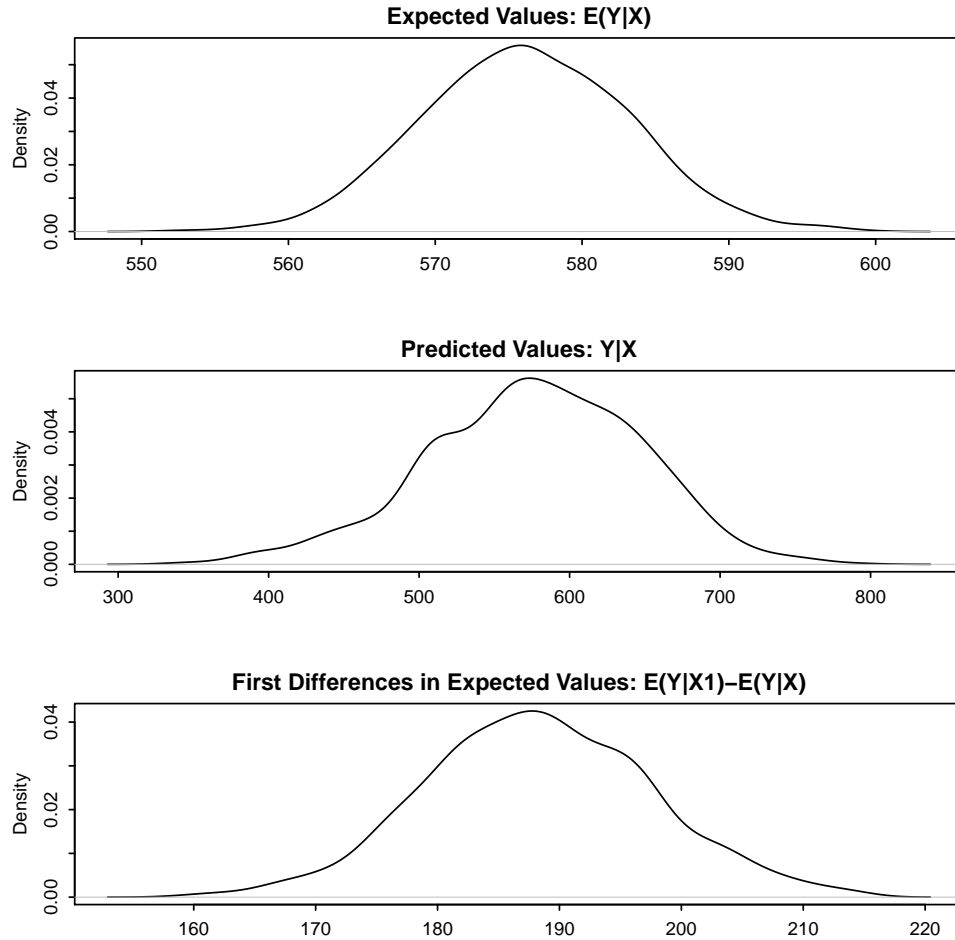 Expected Values: E(Y|X)
Density
0.00 0.02 0.04
550 560 570 580 590 600
Predicted Values: Y|X
Density
0.000 0.002 0.004
300 400 500 600 700 800
First Differences in Expected Values: E(Y|X1)−E(Y|X)
Density
0.00 0.02 0.04
160 170 180 190 200 210 220